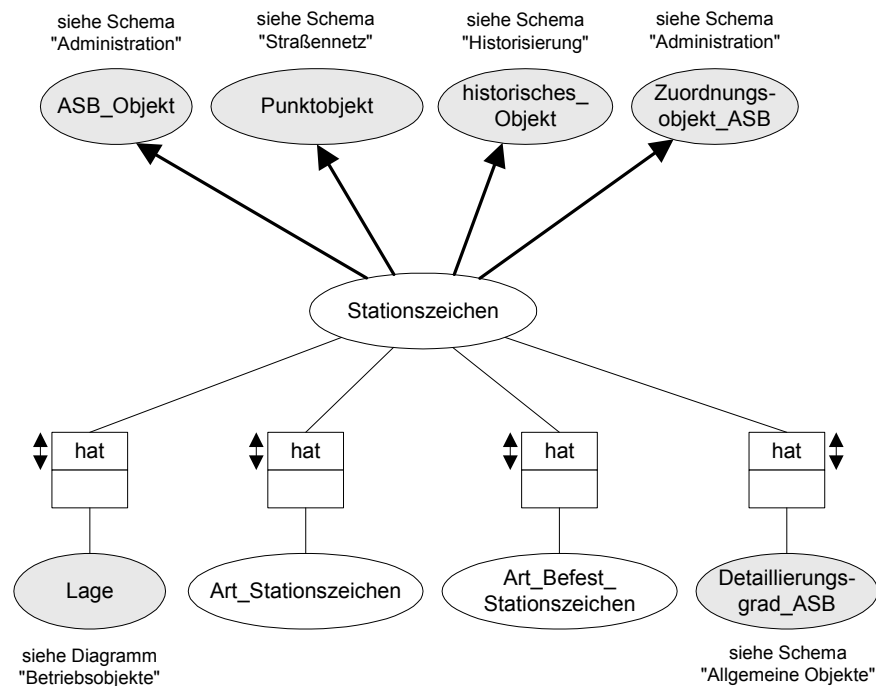 siehe Schema
"Administration"
siehe Schema
"Straßennetz"
siehe Schema
"Historisierung"
siehe Schema
"Administration"
ASB_Objekt
Punktobjekt
historisches_
Objekt
Zuordnungs-
objekt_ASB
Stationszeichen
hat
hat
hat
hat
Lage
Art_Stationszeichen
Art_Befest_
Stationszeichen
Detaillierungs-
grad_ASB
siehe Diagramm
"Betriebsobjekte"
siehe Schema
"Allgemeine Objekte"